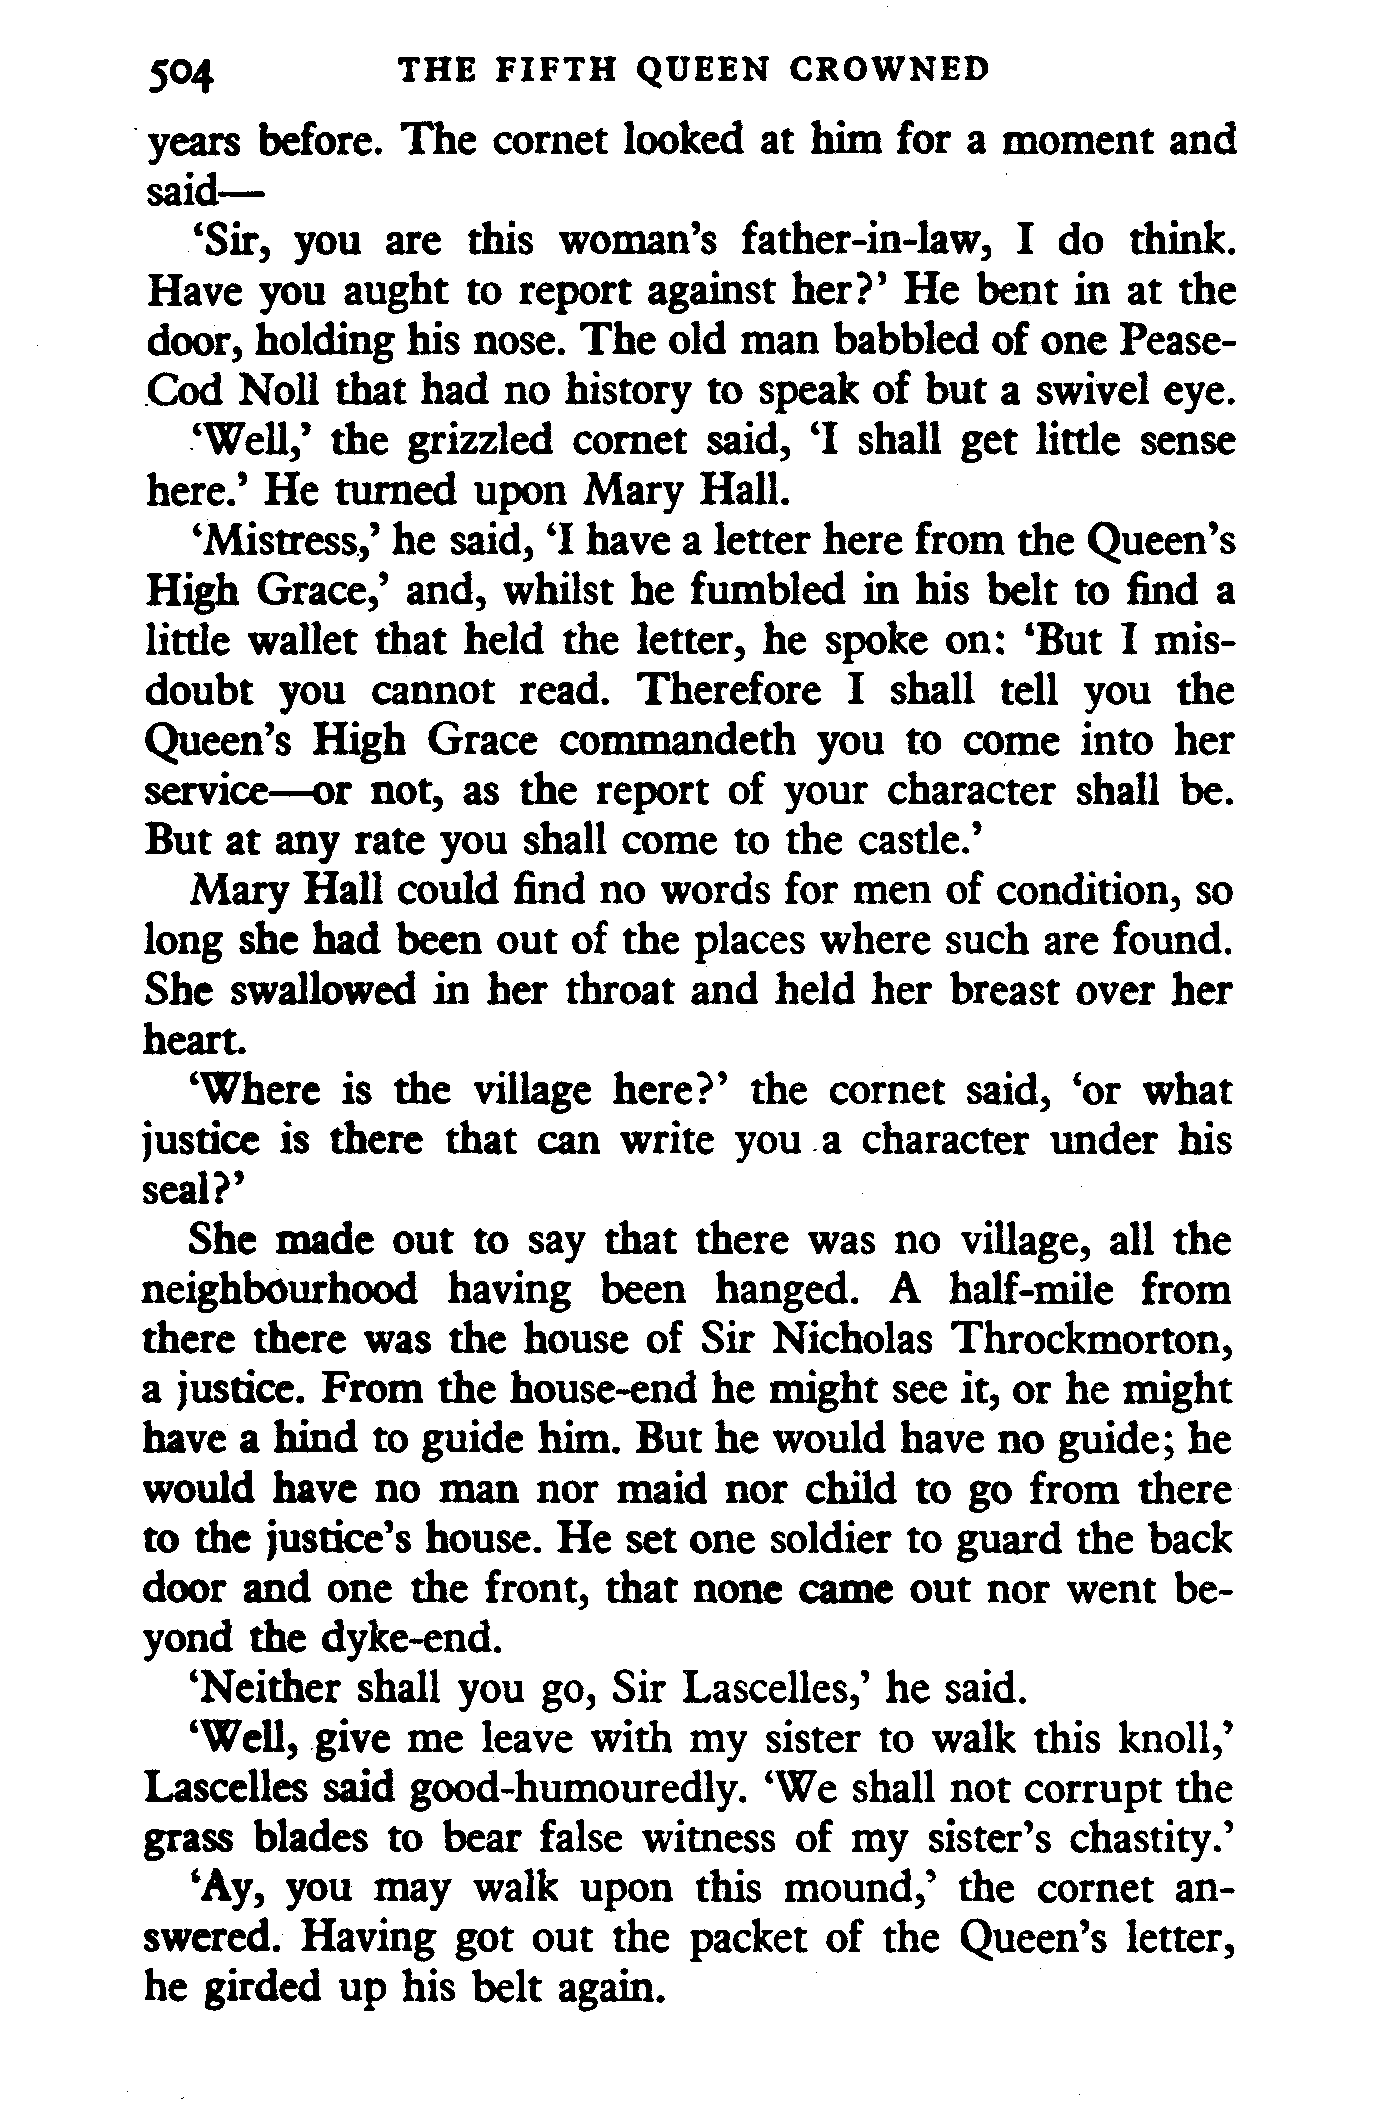 504 THE FIFTH QUEEN CROWNED
years before. The cornet looked at him for a moment and
said—
‘Sir, you are this woman’s father-in-law, I do think.
Have you aught to report against her?’ He bent in at the
door, holding his nose. The old man babbled of one Pease-
Cod Noll that had no history to speak of but a swivel eye.
‘Well,’ the grizzled cornet said, ‘I shall get little sense
here.’ He turned upon Mary Hall.
‘Mistress,’ he said, ‘I have a letter here from the Queen’s
High Grace,’ and, whilst he fumbled in his belt to find a
little wallet that held the letter, he spoke on: ‘But I mis-
doubt you cannot read. Therefore I shall tell you the
Queen’s High Grace commandeth you to come into her
service—or not, as the report of your character shall be.
But at any rate you shall come to the castle.’
Mary Hall could find no words for men of condition, so
long she had been out of the places where such are found.
She swallowed in her throat and held her breast over her
heart.
‘Where is the village here?’ the cornet said, ‘or what
justice is there that can write you a character under his
seal?’
She made out to say that there was no village, all the
neighbourhood having been hanged. A half-mile from
there there was the house of Sir Nicholas Throckmorton,
a justice. From the house-end he might see it, or he might
have a hind to guide him. But he would have no guide; he
would have no man nor maid nor child to go from there
to the justice’s house. He set one soldier to guard the back
door and one the front, that none came out nor went be-
yond the dyke-end.
‘Neither shall you go, Sir Lascelles,’ he said.
‘Well, give me leave with my sister to walk this knoll,’
Lascelles said good-humouredly. ‘We shall not corrupt the
grass blades to bear false witness of my sister’s chastity.’
‘Ay, you may walk upon this mound,’ the cornet an-
swered. Having got out the packet of the Queen’s letter,
he girded up his belt again.